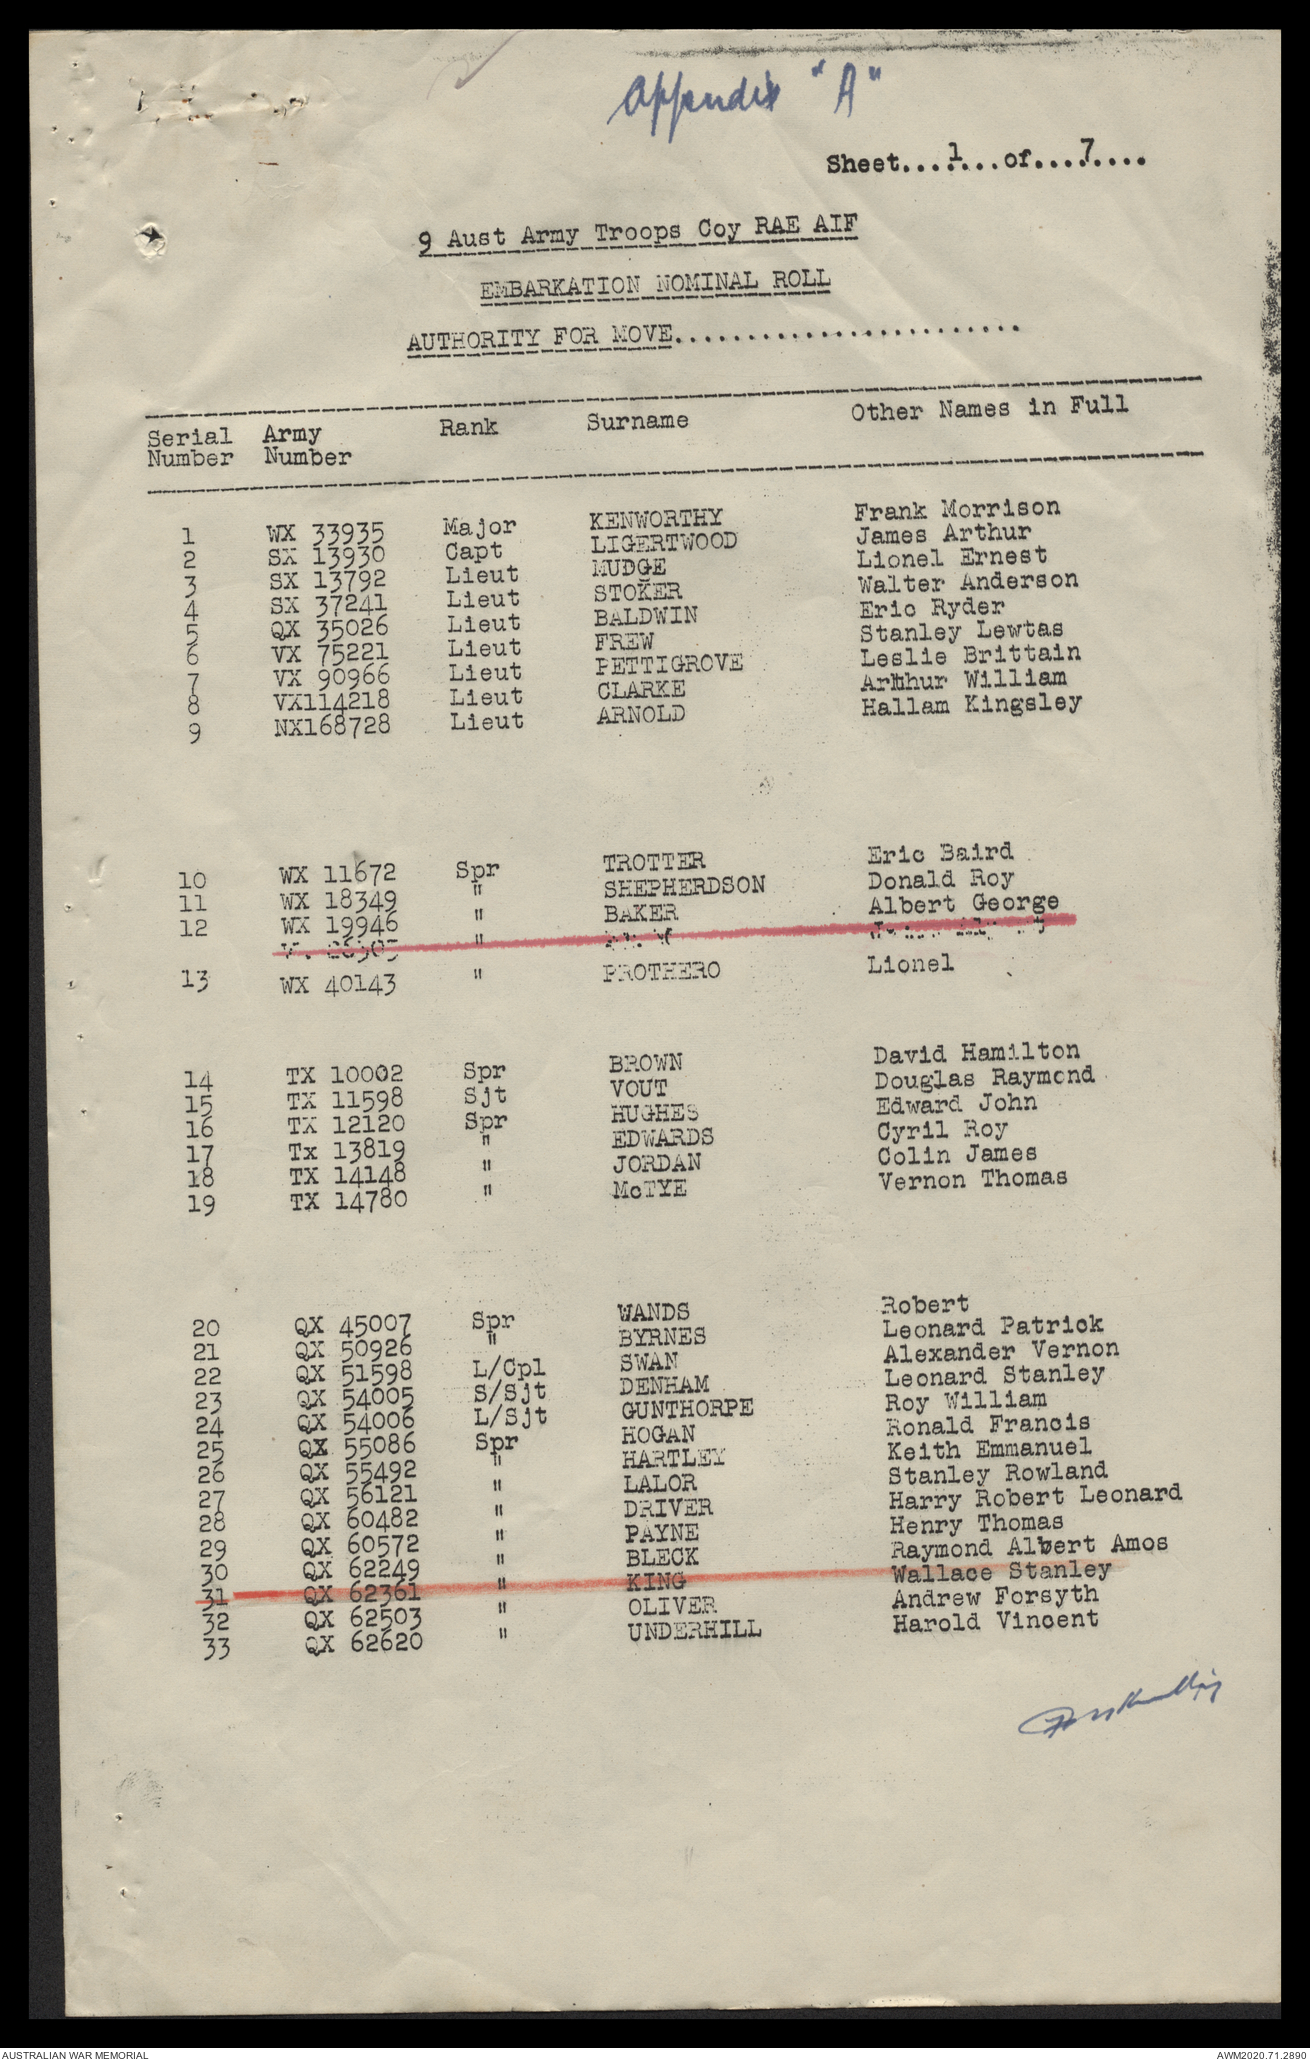 Appendix "A"
Sheet....1...of....7....
9 Aust Army Troops Coy RAE AIF
EMBARKATION NOMINAL ROLL
AUTHORITY FOR MOVE........................
Serial Number Army Number Rank Surname Other Names in Full
1 WX 33935 Major KENWORTHY Frank Morrison
2 SX 13930 Capt LIGERTWOOD James Arthur
3 SX 13792 Lieut MUDGE Lionel Ernest
4 SX 37241 Lieut STOKER Walter Anderson
5 QX 35026 Lieut BALDWIN Eric Ryder
6 VX 75221 Lieut FREW Stanley Lewtas
7 VX 90966 Lieut PETTIGROVE Leslie Brittain
8 VX114218 Lieut CLARKE Arthur William
9 NX168728 Lieut ARNOLD Hallam Kingsley
10 WX 11672 Spr TROTTER Eric Baird
11 WX 18349 " SHEPHERDSON Donald Roy
12 WX 19946 " BAKER Albert George
"
13 WX 40143 " PROTHERO Lionel
14 TX 10002 Spr BROWN David Hamilton
15 TX 11598 Sjt VOUT Douglas Raymond
16 TX 12120 Spr HUGHES Edward John
17 Tx 13819 " EDWARDS Cyril Roy
18 TX 14148 " JORDAN Colin James
19 TX 14780 " McTYE Vernon Thomas
20 QX 45007 Spr WANDS Robert
21 QX 50926 " BYRNES Leonard Patrick
22 QX 51598 L/Cpl SWAN Alexander Vernon
23 QX 54005 S/Sjt DENHAM Leonard Stanley
24 QX 54006 L/Sjt GUNTHORPE Roy William
25 QX 55086 Spr HOGAN Ronald Francis
26 QX 55492 " HARTLEY Keith Emmanuel
27 QX 56121 " LALOR Stanley Rowland
28 QX 60482 " DRIVER Harry Robert Leonard
29 QX 60572 " PAYNE Henry Thomas
30 QX 62249 " BLECK Raymond Albert Amos
31 QX 62361 " KING Wallace Stanley
32 QX 62503 " OLIVER Andrew Forsyth
33 QX 62620 " UNDERHILL Harold Vincent
AUSTRALIAN WAR MEMORIAL
AWM2020.71.2890